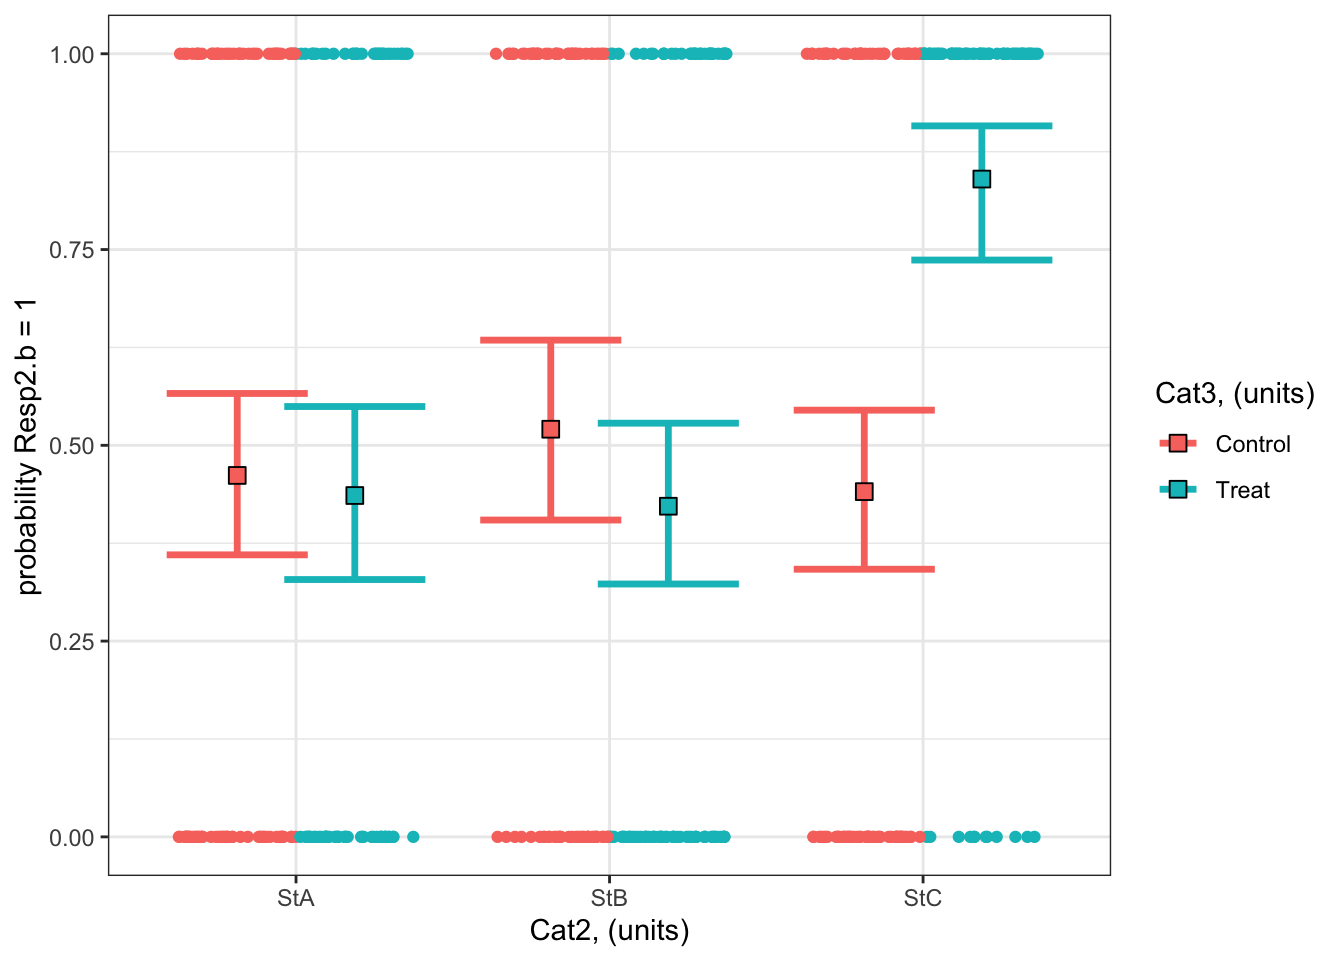 1.00
0.75
0.50
0.25
0.00
probability Resp2.b = 1
StA
StB
StC
Cat2, (units)
Cat3, (units)
Control
Treat